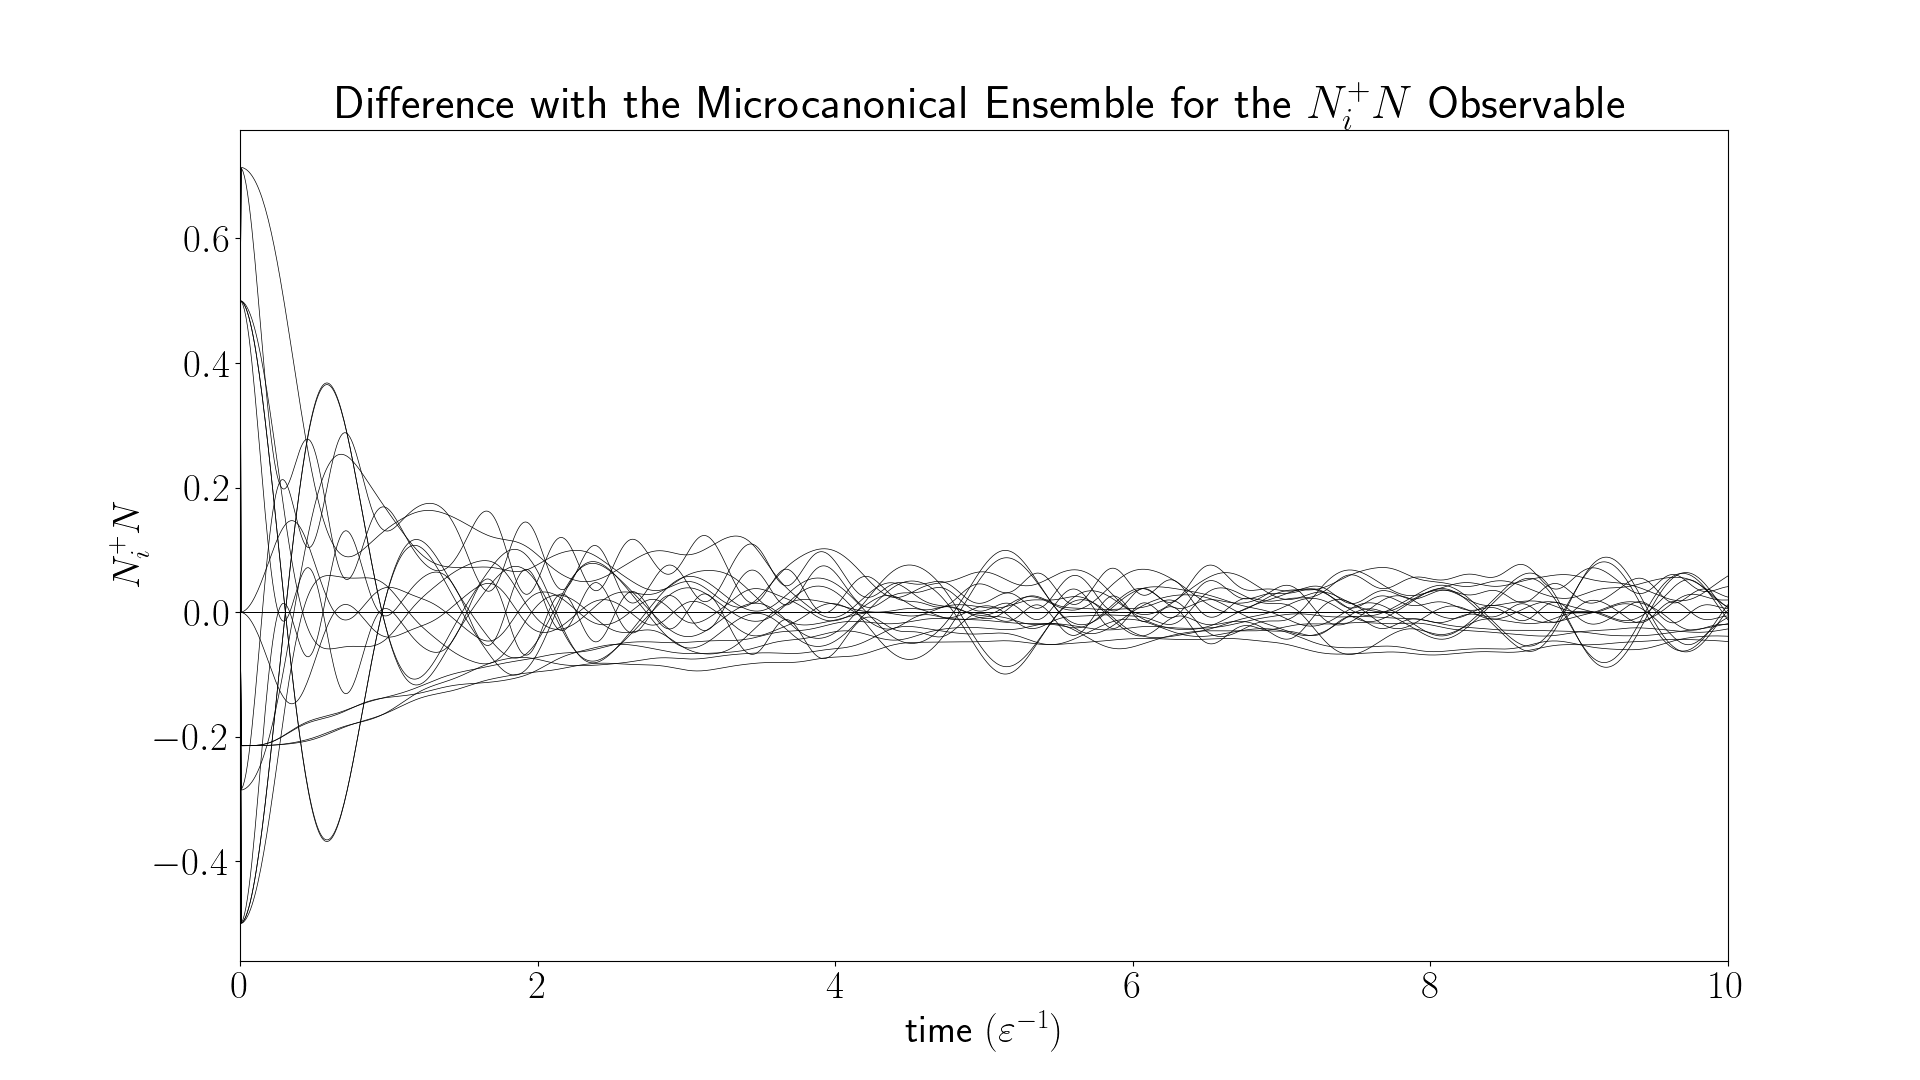 Difference with the Microcanonical Ensemble for the $N_i^+N$ Observable
$N_i^+N$
0.6
0.4
0.2
0.0
−0.2
−0.4
0 2 4 6 8 10
time $(\varepsilon^{-1})$